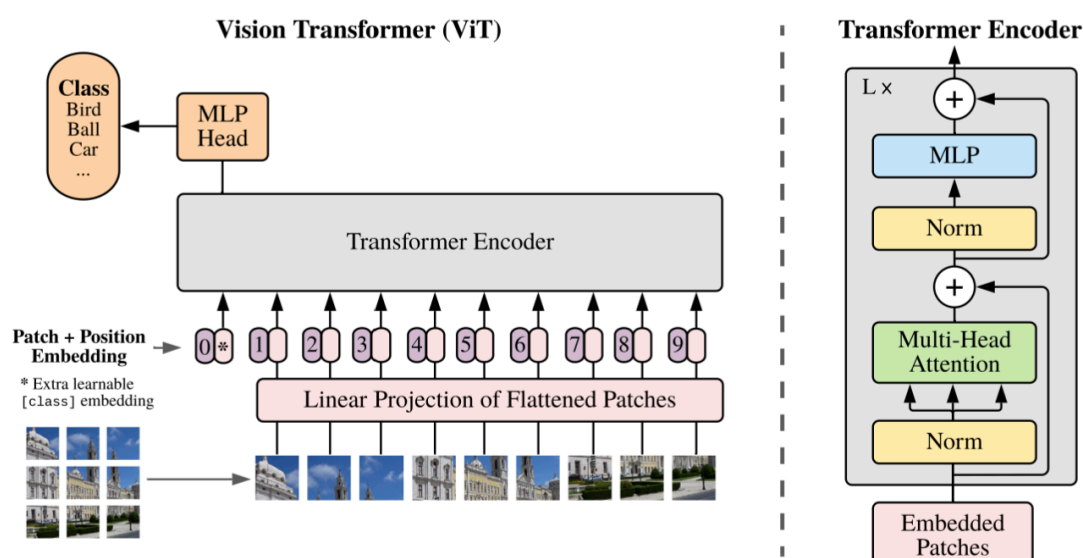 Vision Transformer (ViT)
Class
Bird
Ball
Car
...
MLP
Head
Transformer Encoder
Patch + Position
Embedding
0 * 1 2 3 4 5 6 7 8 9
* Extra learnable
[class] embedding
Linear Projection of Flattened Patches
Transformer Encoder
L x
+
MLP
Norm
+
Multi-Head
Attention
Norm
Embedded
Patches